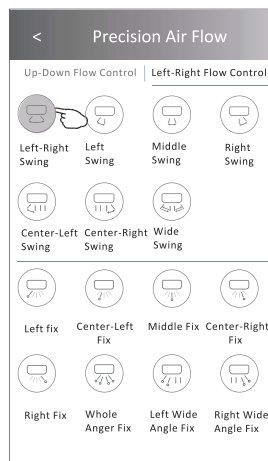 < Precision Air Flow
Up-Down Flow Control Left-Right Flow Control
Left-Right Left Middle Right
Swing Swing Swing Swing
Center-Left Center-Right Wide
Swing Swing Swing
Left fix Center-Left Middle Fix Center-Right
Fix Fix
Right Fix Whole Left Wide Right Wide
Anger Fix Angle Fix Angle Fix